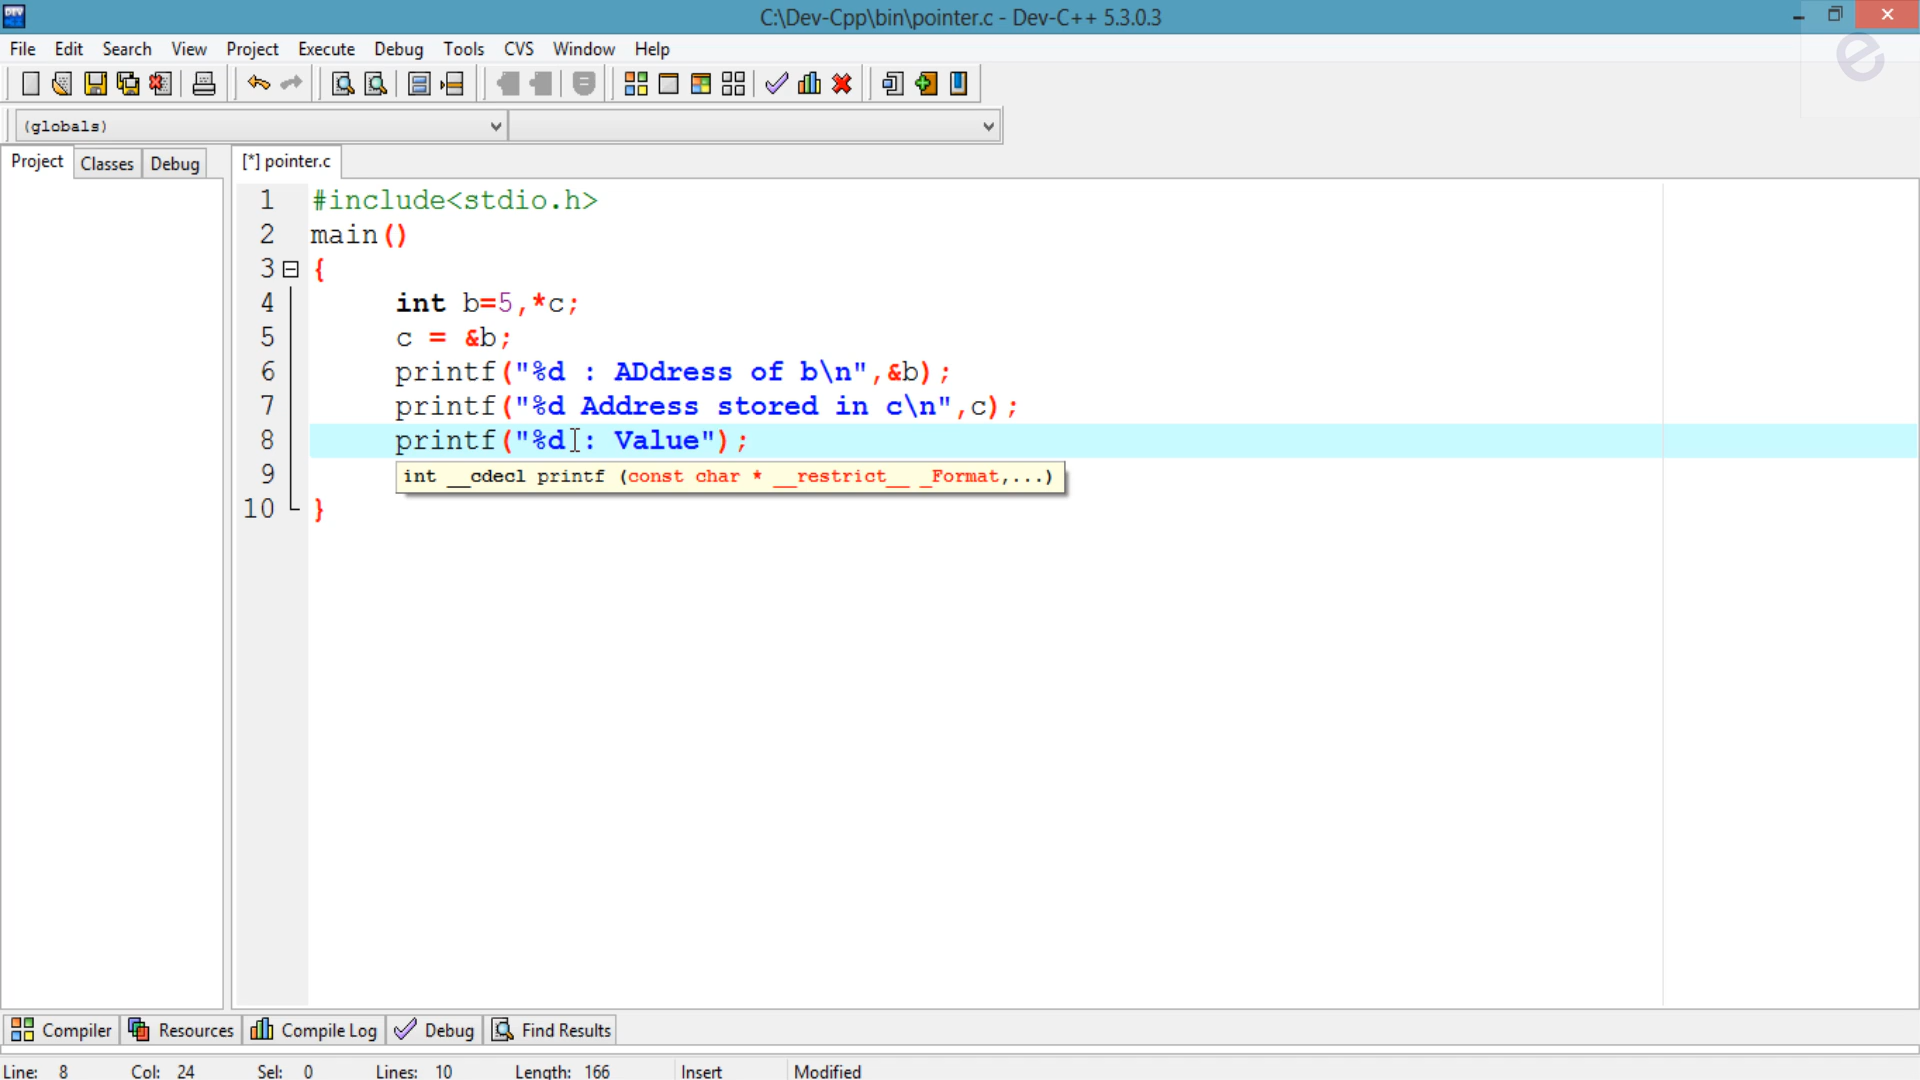 DEV
C:\Dev-Cpp\bin\pointer.c - Dev-C++ 5.3.0.3
File Edit Search View Project Execute Debug Tools CVS Window Help
e
(globals)
Project Classes Debug [*] pointer.c
1 #include<stdio.h>
2 main()
3 {
4 int b=5,*c;
5 c = &b;
6 printf("%d : ADdress of b\n",&b);
7 printf("%d Address stored in c\n",c);
8 printf("%d : Value");
9 int __cdecl printf (const char * __restrict__ _Format,...)
10 }
Compiler Resources Compile Log Debug Find Results
Line: 8 Col: 24 Sel: 0 Lines: 10 Length: 166 Insert Modified